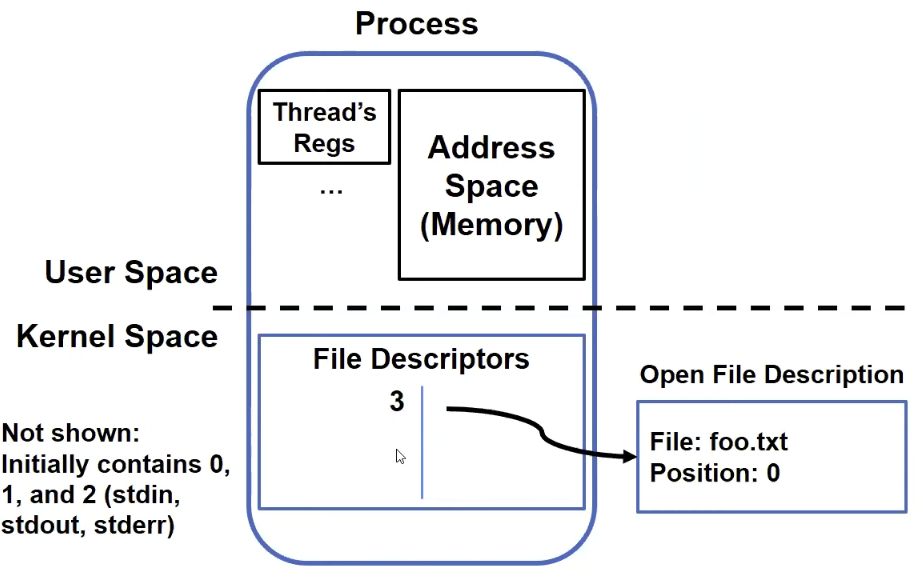 Process
Thread's
Regs
...
Address
Space
(Memory)
User Space
Kernel Space
File Descriptors
3
Open File Description
File: foo.txt
Position: 0
Not shown:
Initially contains 0,
1, and 2 (stdin,
stdout, stderr)